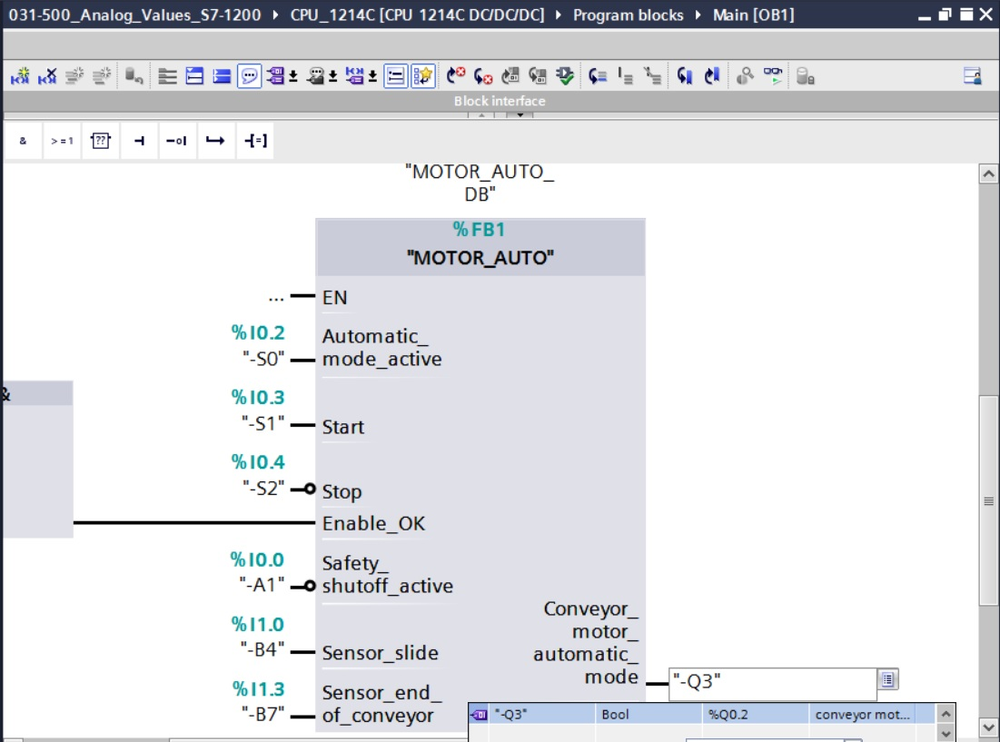 031-500_Analog_Values_S7-1200 ▸ CPU_1214C [CPU 1214C DC/DC/DC] ▸ Program blocks ▸ Main [OB1]
Block interface
& >=1 ?? -o| [=]
"MOTOR_AUTO_
DB"
%FB1
"MOTOR_AUTO"
... EN
%I0.2
Automatic_
"-S0" mode_active
%I0.3
"-S1" Start
%I0.4
"-S2" Stop
&
Enable_OK
%I0.0
Safety_
"-A1" shutoff_active
%I1.0
"-B4" Sensor_slide
Conveyor_
motor_
automatic_
mode
"-Q3"
%I1.3
Sensor_end_
"-B7" of_conveyor
"-Q3" Bool %Q0.2 conveyor mot...